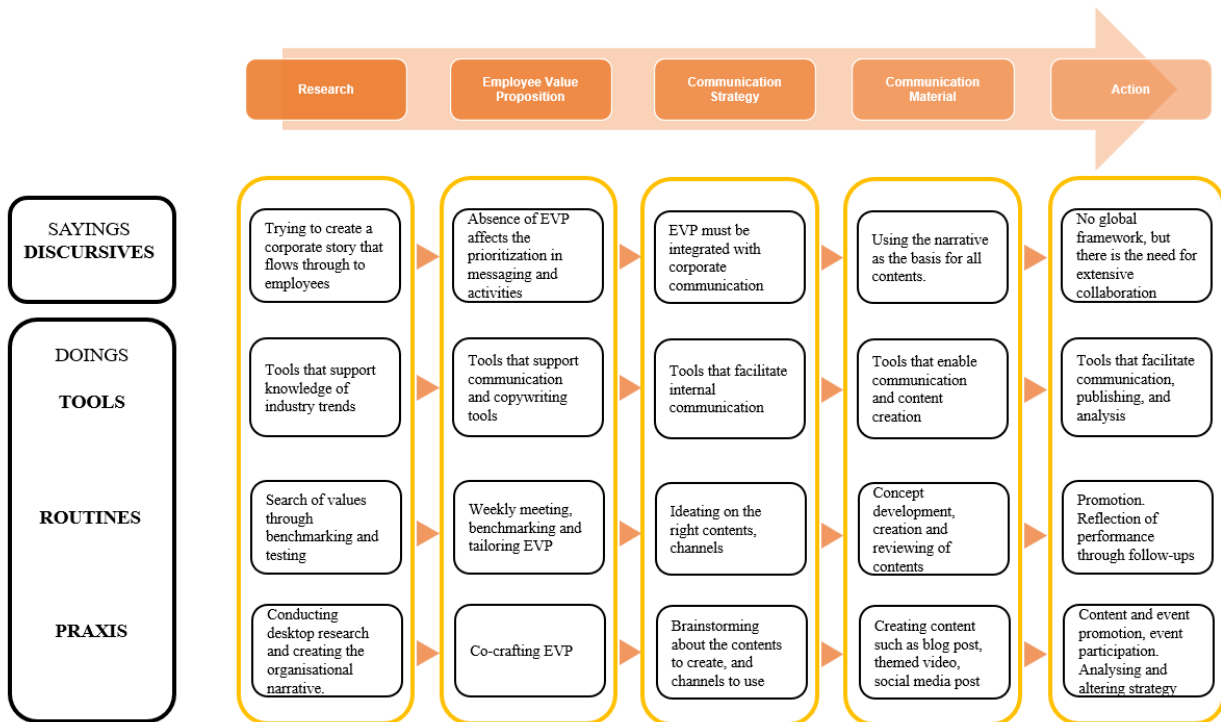 Research
Employee Value
Proposition
Communication
Strategy
Communication
Material
Action
SAYINGS
DISCURSIVES
Trying to create a
corporate story that
flows through to
employees
Absence of EVP
affects the
prioritization in
messaging and
activities
EVP must be
integrated with
corporate
communication
Using the narrative
as the basis for all
contents.
No global
framework, but
there is the need for
extensive
collaboration
DOINGS
TOOLS
Tools that support
knowledge of
industry trends
Tools that support
communication
and copywriting
tools
Tools that facilitate
internal
communication
Tools that enable
communication
and content
creation
Tools that facilitate
communication,
publishing, and
analysis
ROUTINES
Search of values
through
benchmarking and
testing
Weekly meeting,
benchmarking and
tailoring EVP
Ideating on the
right contents,
channels
Concept
development,
creation and
reviewing of
contents
Promotion.
Reflection of
performance
through follow-ups
PRAXIS
Conducting
desktop research
and creating the
organisational
narrative.
Co-crafting EVP
Brainstorming
about the contents
to create, and
channels to use
Creating content
such as blog post,
themed video,
social media post
Content and event
promotion, event
participation.
Analysing and
altering strategy